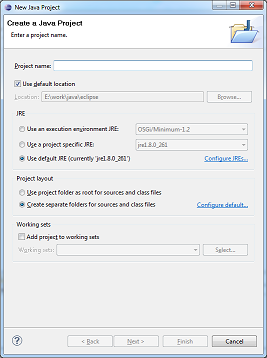 New Java Project
Create a Java Project
Enter a project name.
Project name:
Use default location
Location: E:\work\java\eclipse Browse...
JRE
Use an execution environment JRE: OSGi/Minimum-1.2
Use a project specific JRE: jre1.8.0_261
Use default JRE (currently 'jre1.8.0_261') Configure JREs...
Project layout
Use project folder as root for sources and class files
Create separate folders for sources and class files Configure default...
Working sets
Add project to working sets
Working sets: Select...
? < Back Next > Finish Cancel